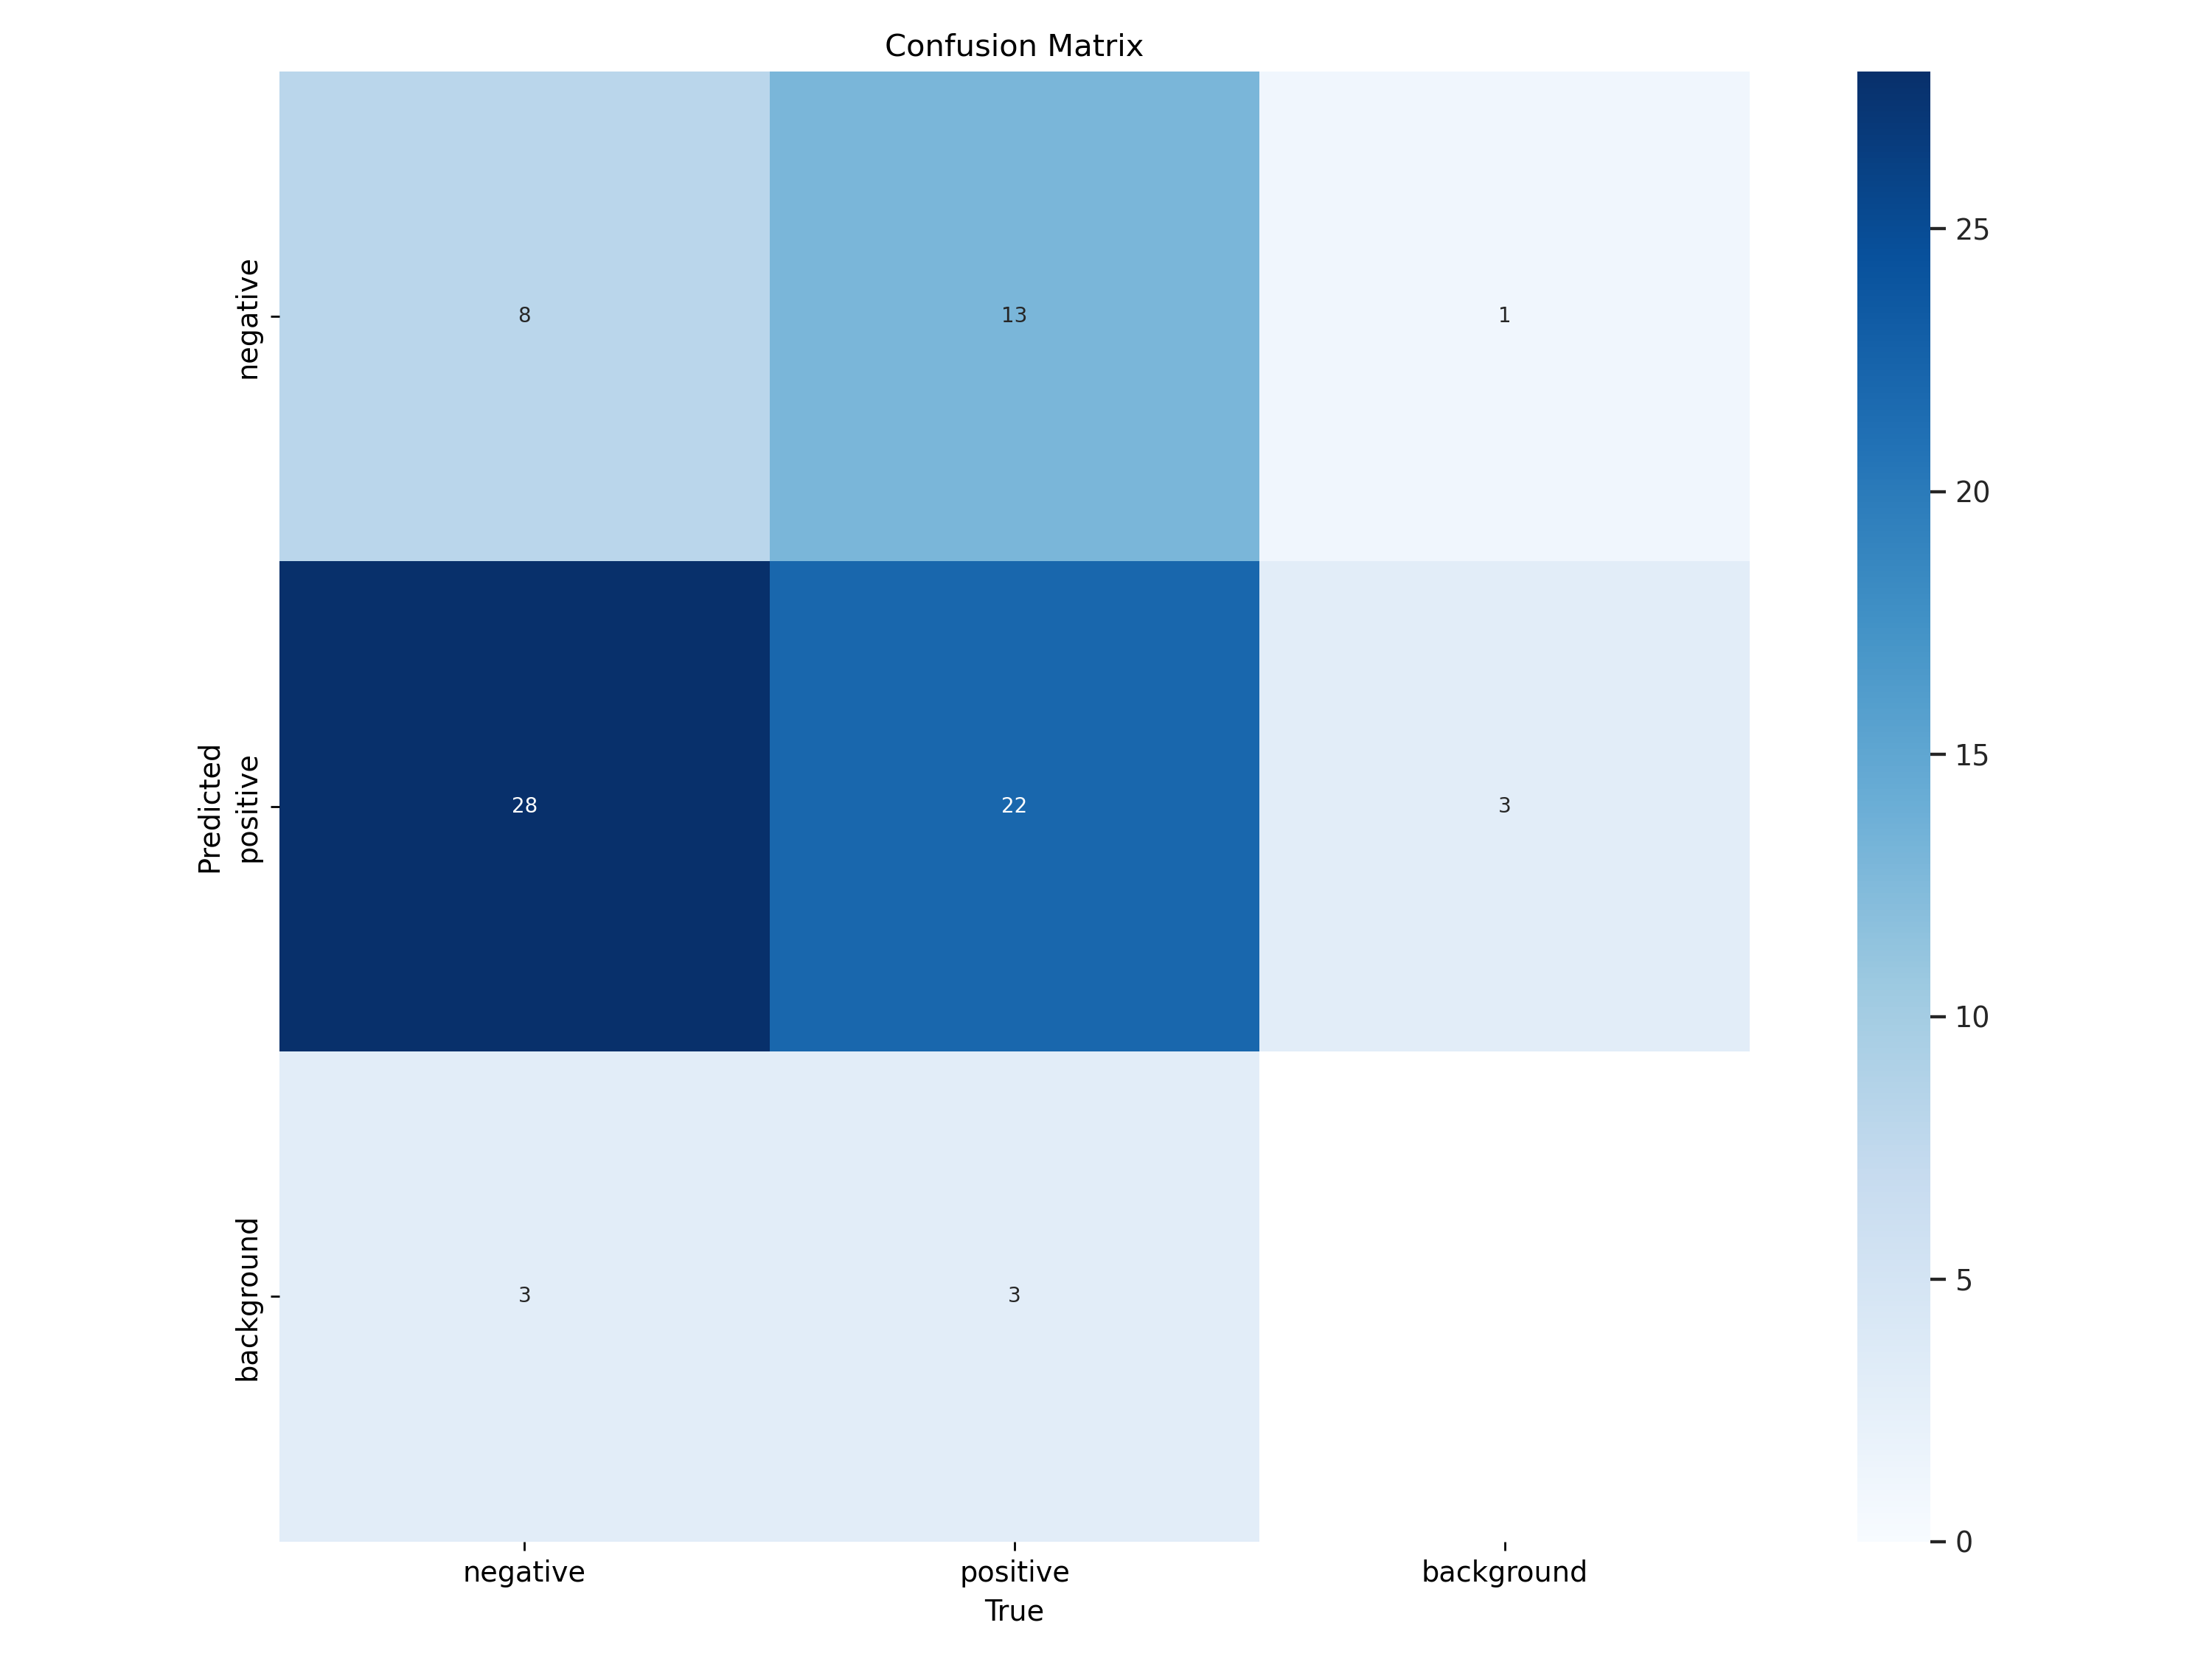 Confusion Matrix
negative
8
13
1
25
20
Predicted
positive
28
22
3
15
10
background
3
3
5
0
negative
positive
background
True